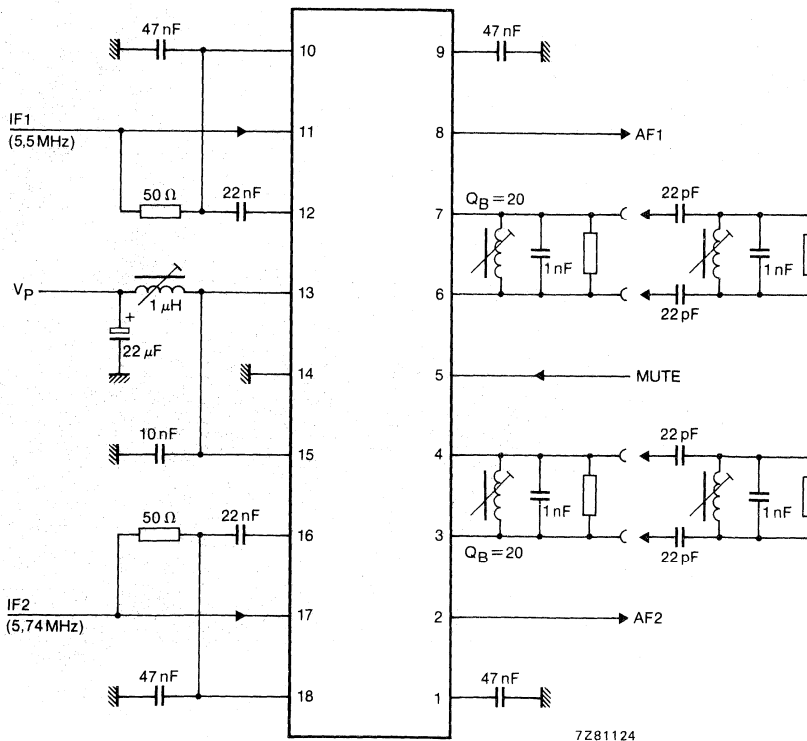 47 nF
10
9
47 nF
IF1
(5,5 MHz)
11
8
AF1
50 Ω
22 nF
12
7
QB = 20
22 pF
1 nF
1 nF
VP
1 µH
13
6
22 pF
+
22 µF
14
5
MUTE
10 nF
15
4
22 pF
50 Ω
22 nF
16
1 nF
1 nF
3
QB = 20
22 pF
IF2
(5,74 MHz)
17
2
AF2
47 nF
18
1
47 nF
7Z81124